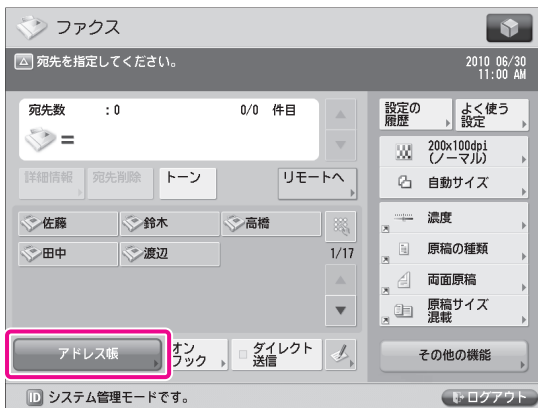 ファクス
宛先を指定してください。
2010 06/30
11:00 AM
宛先数 :0 0/0 件目
=
詳細情報 宛先削除 トーン リモートへ
佐藤 鈴木 高橋
田中 渡辺 1/17
アドレス帳
オン
フック
ダイレクト
送信
設定の
履歴
よく使う
設定
200x100dpi
(ノーマル)
自動サイズ
濃度
原稿の種類
両面原稿
原稿サイズ
混載
その他の機能
ID システム管理モードです。
ログアウト